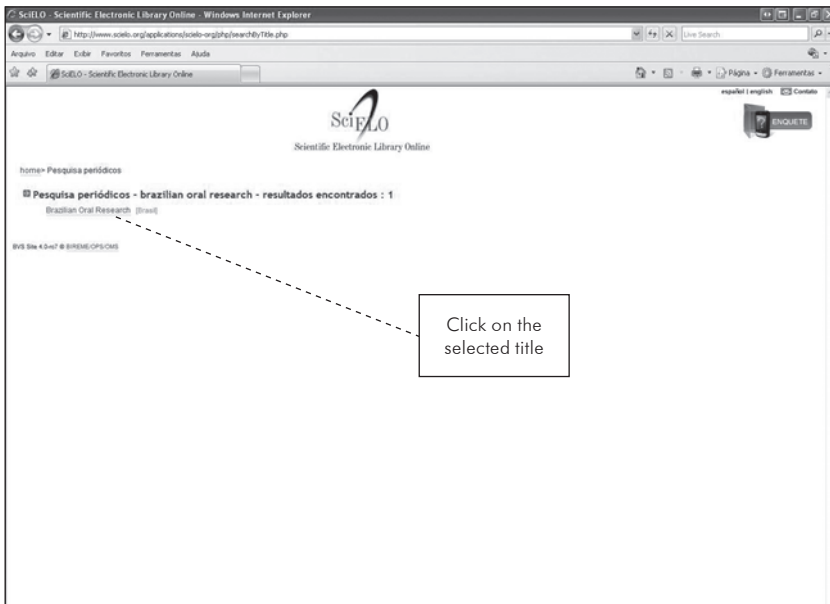 SciELO - Scientific Electronic Library Online - Windows Internet Explorer
http://www.scielo.org/applications/scielo-org/php/searchByTitle.php
Live Search
Arquivo Editar Exibir Favoritos Ferramentas Ajuda
SciELO - Scientific Electronic Library Online
Página Ferramentas
español | english Contato
SciELO
Scientific Electronic Library Online
ENQUETE
home> Pesquisa periódicos
Pesquisa periódicos - brazilian oral research - resultados encontrados : 1
Brazilian Oral Research [Brasil]
BVS Site 4.0-rc7 © BIREME/OPS/OMS
Click on the
selected title